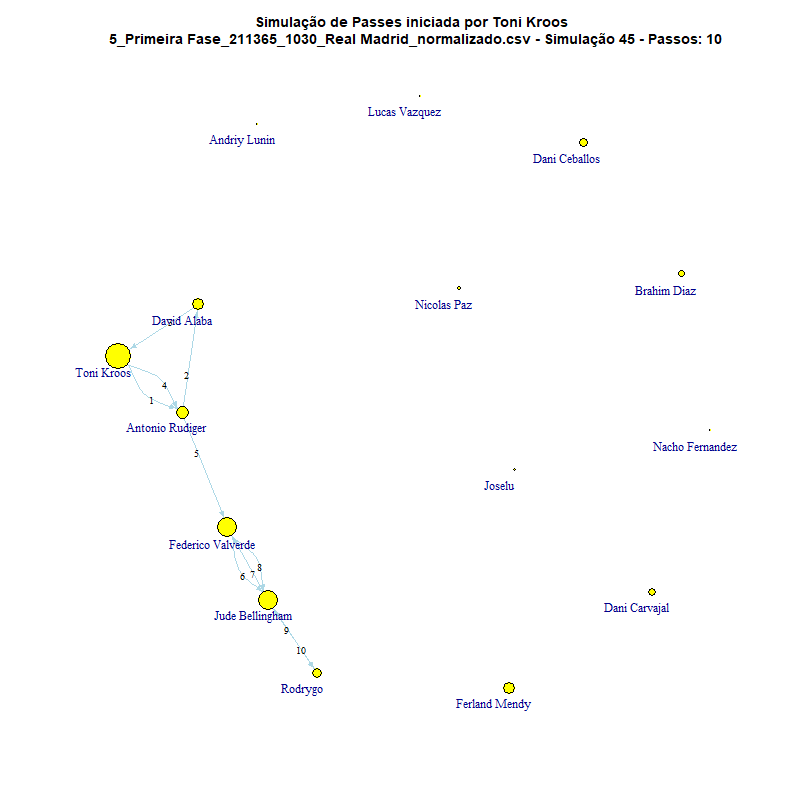 Simulação de Passes iniciada por Toni Kroos
5_Primeira Fase_211365_1030_Real Madrid_normalizado.csv - Simulação 45 - Passos: 10
Lucas Vazquez
Andriy Lunin
Dani Ceballos
Brahim Diaz
Nicolas Paz
David Alaba
3
Toni Kroos
2
4
1
Antonio Rudiger
Nacho Fernandez
5
Joselu
Federico Valverde
8
7
6
Dani Carvajal
Jude Bellingham
9
10
Rodrygo
Ferland Mendy